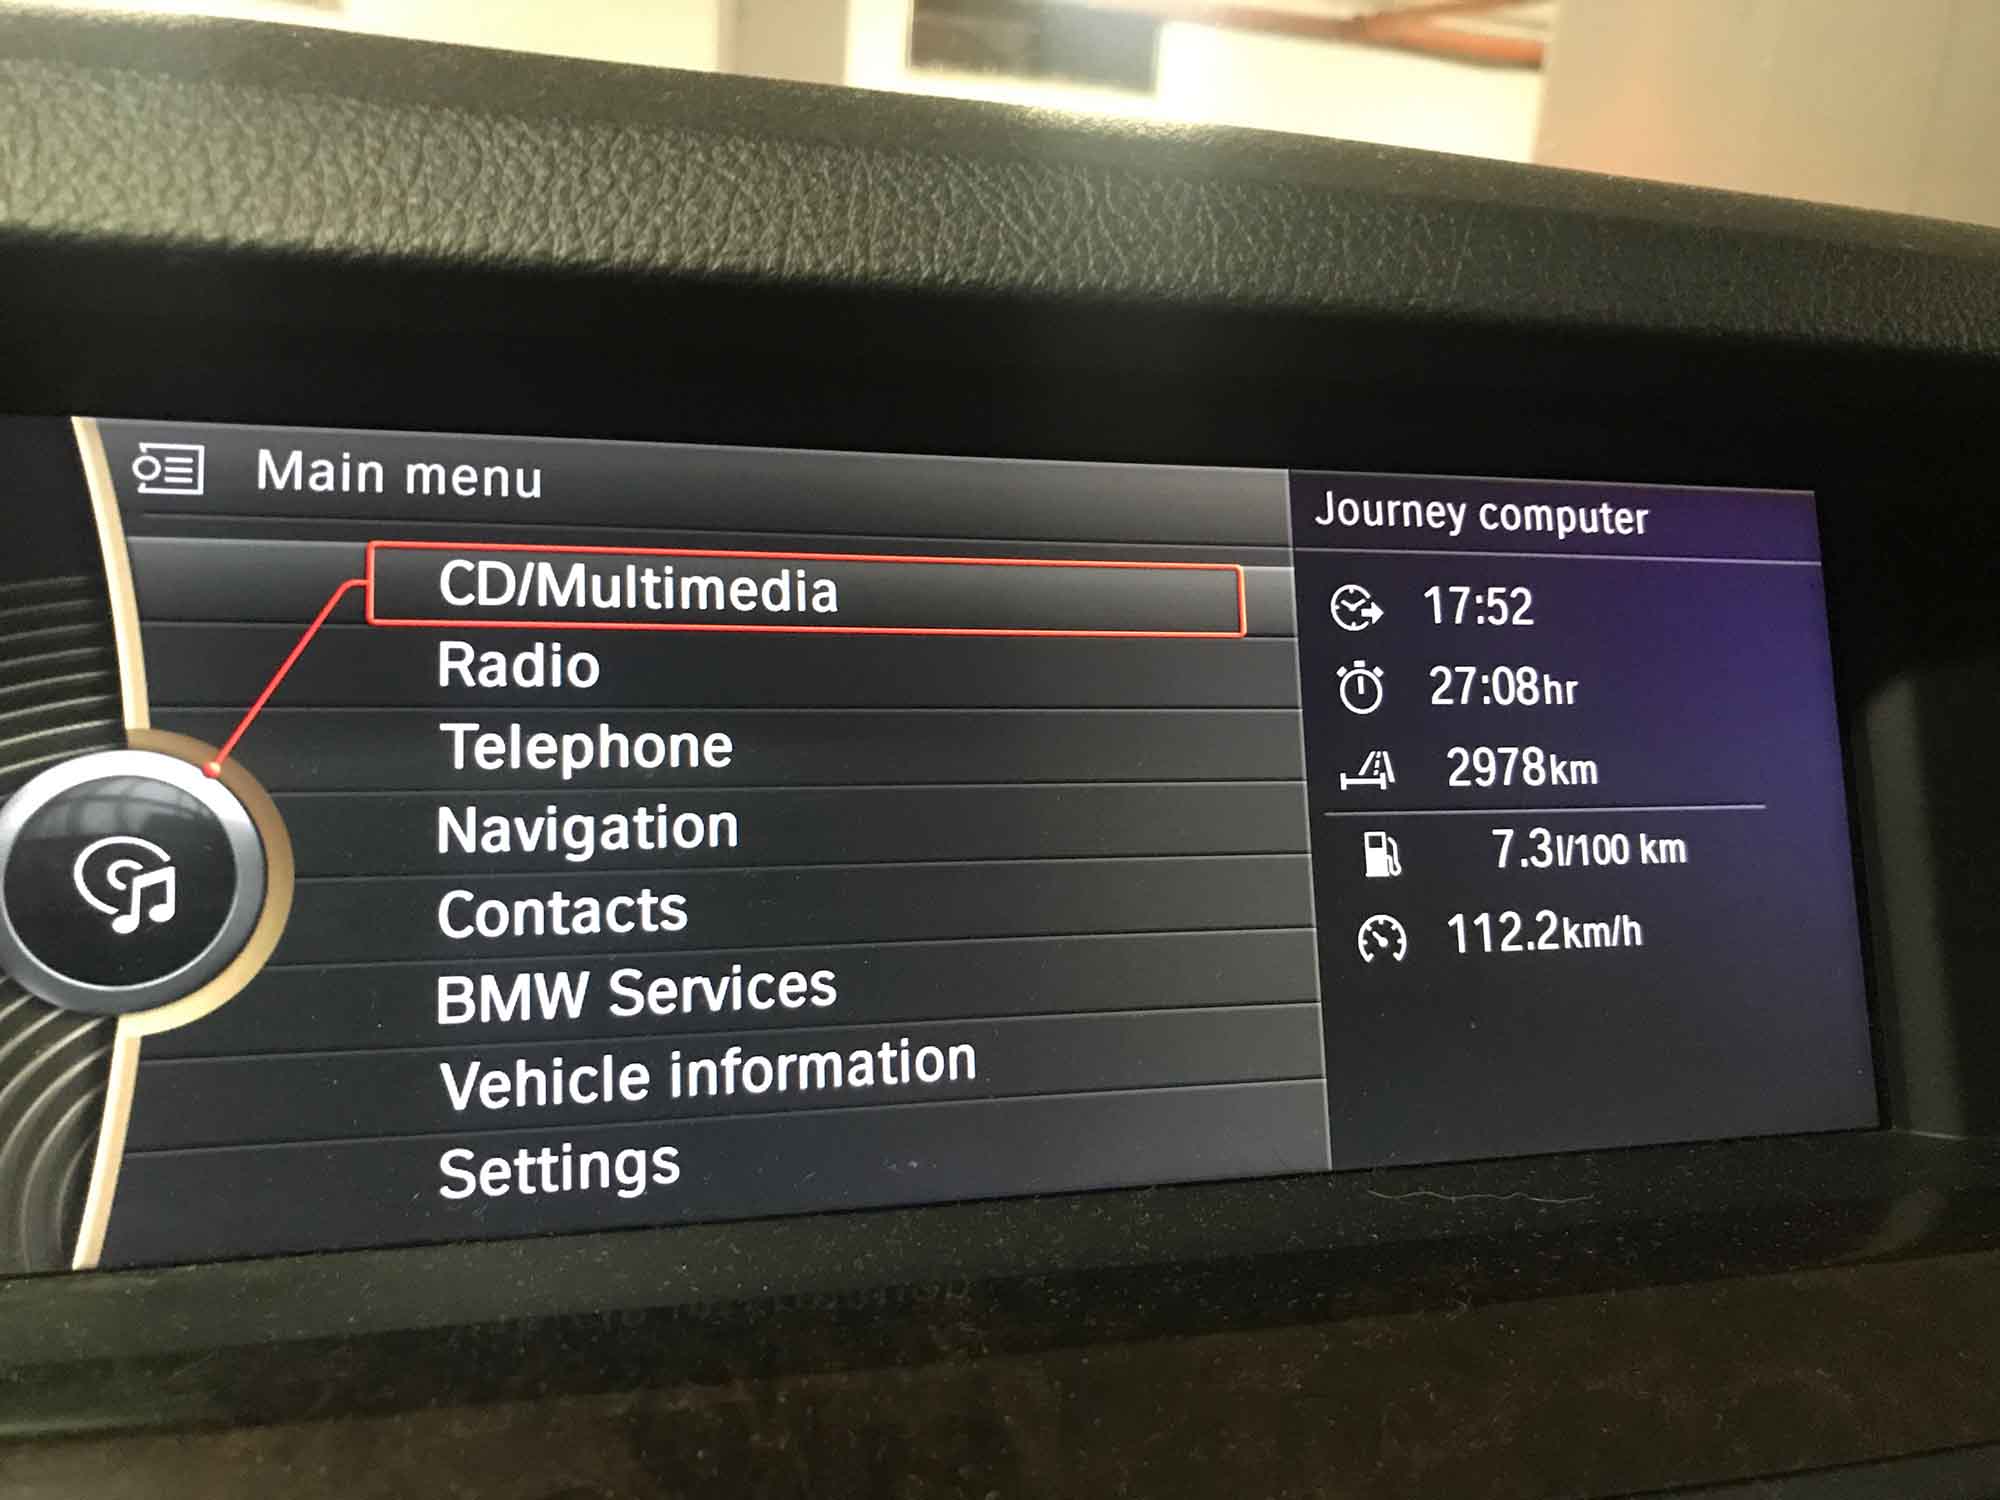 Main menu
CD/Multimedia
Radio
Telephone
Navigation
Contacts
BMW Services
Vehicle information
Settings
Journey computer
17:52
27:08hr
2978km
7.3l/100 km
112.2km/h